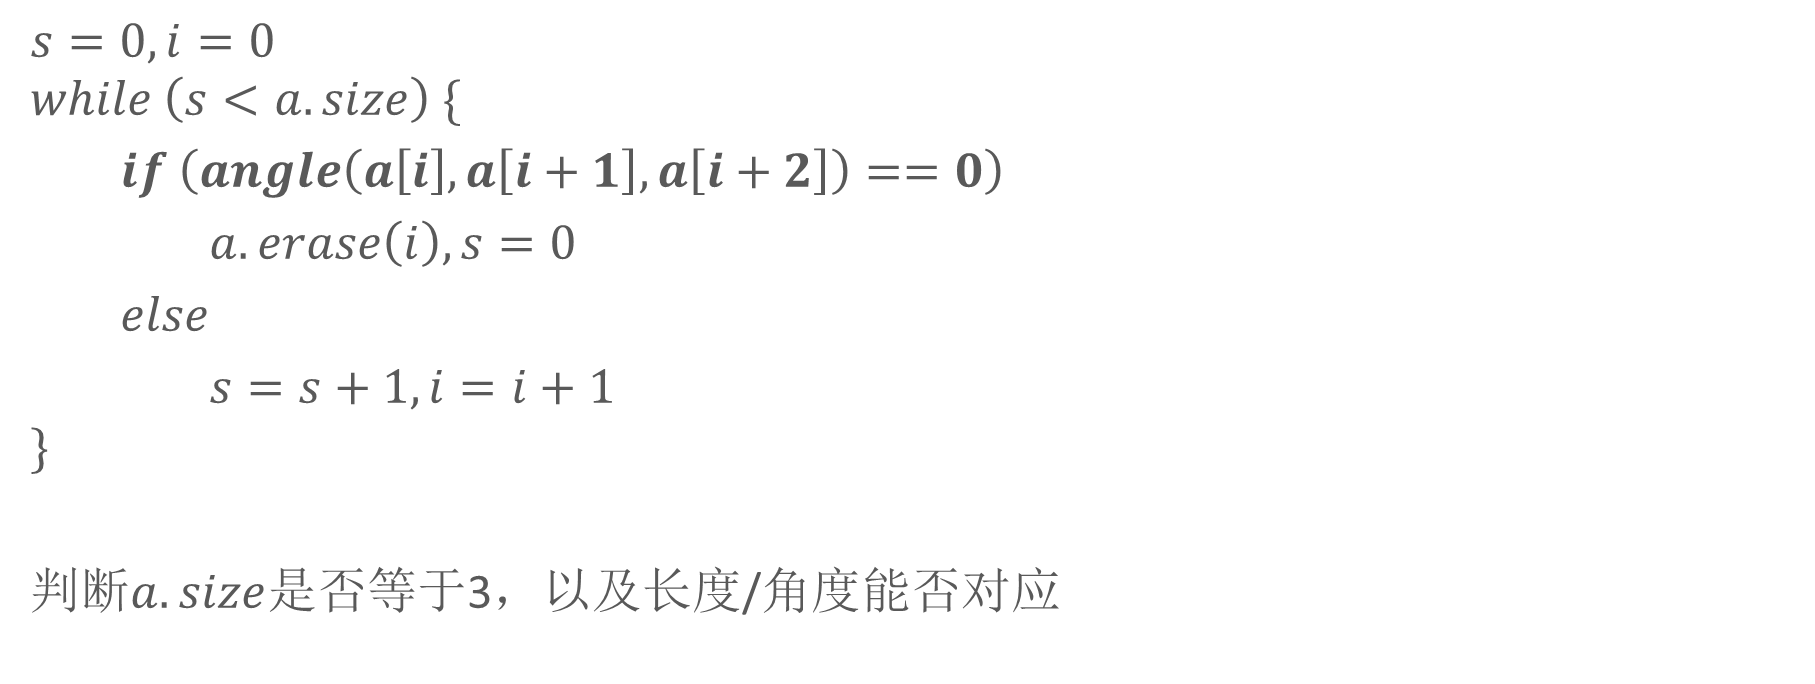 s = 0, i = 0
while (s < a.size) {
if (angle(a[i], a[i + 1], a[i + 2]) == 0)
a.erase(i), s = 0
else
s = s + 1, i = i + 1
}
判断a.size是否等于3，以及长度/角度能否对应